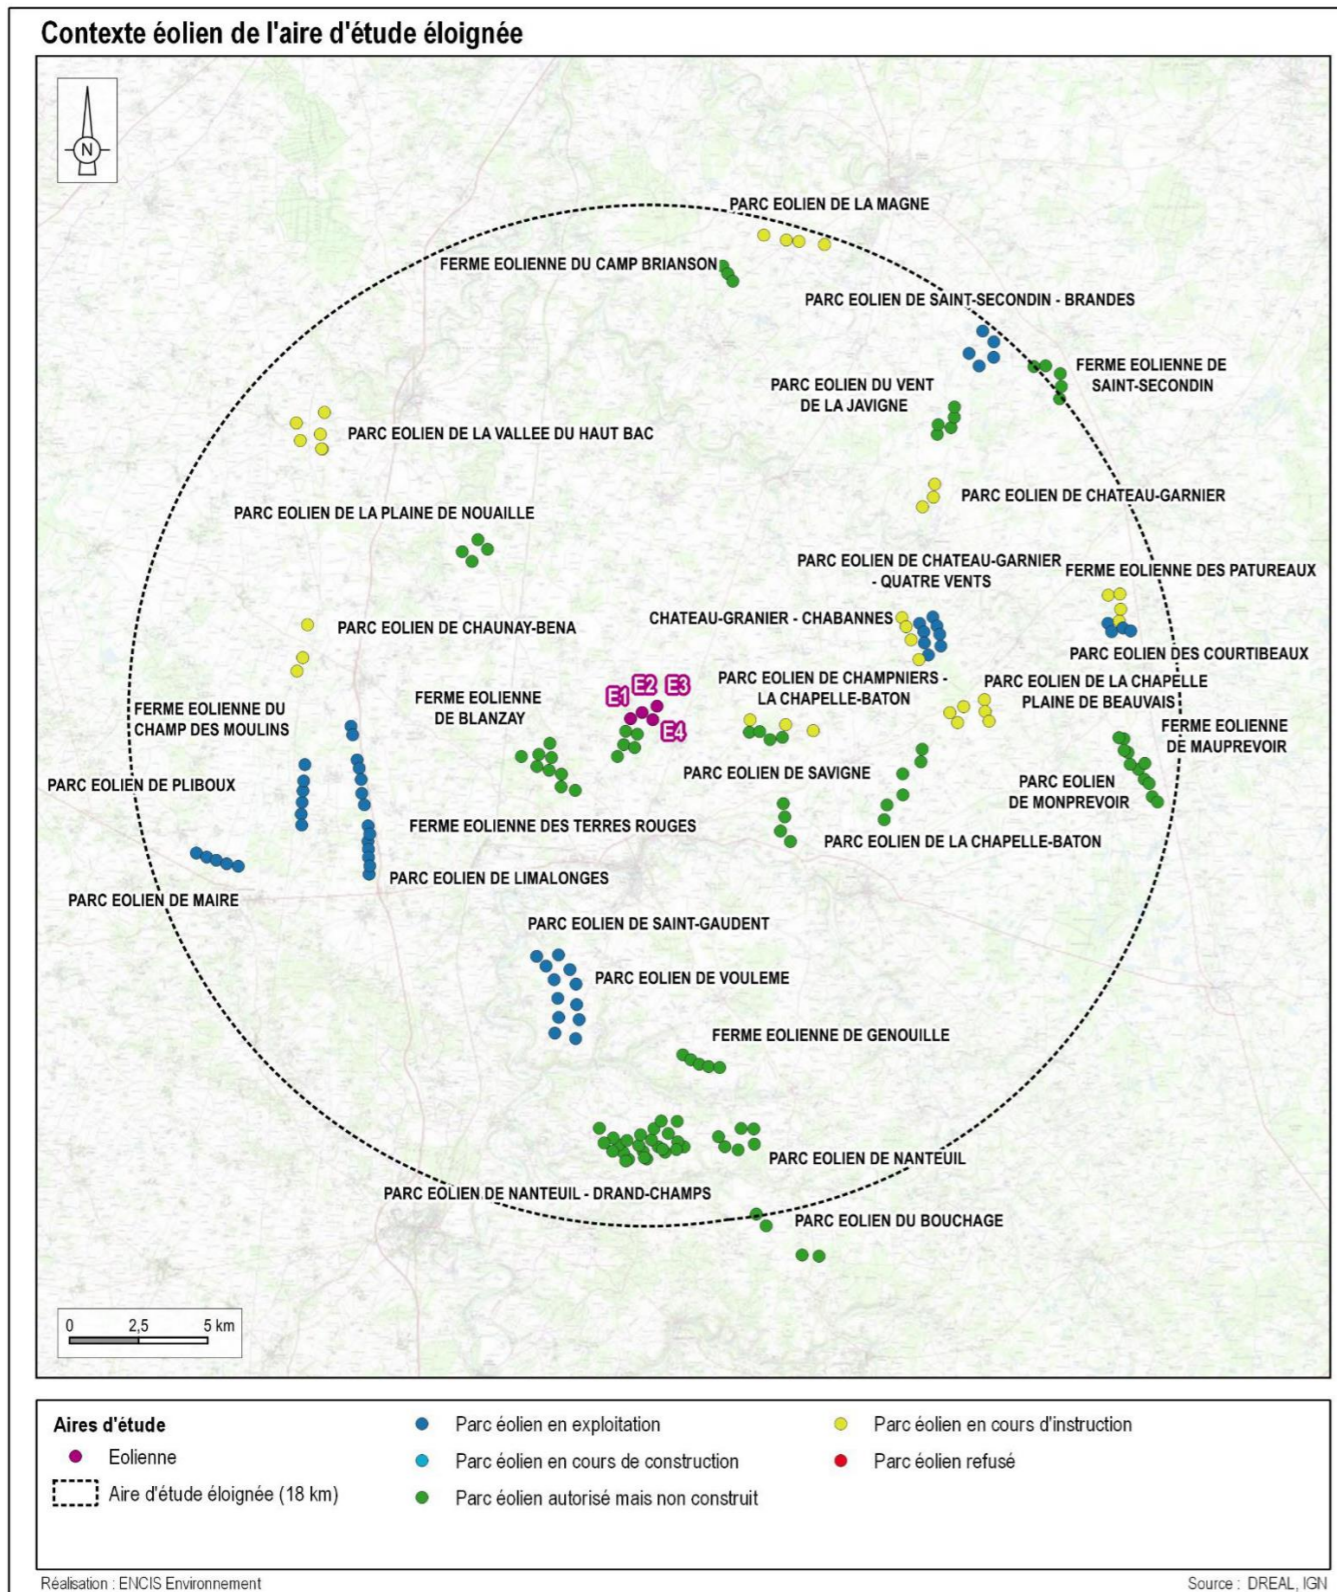 Contexte éolien de l'aire d'étude éloignée
N
PARC EOLIEN DE LA MAGNE
FERME EOLIENNE DU CAMP BRIANSON
PARC EOLIEN DE SAINT-SECONDIN - BRANDES
FERME EOLIENNE DE
SAINT-SECONDIN
PARC EOLIEN DU VENT
DE LA JAVIGNE
PARC EOLIEN DE LA VALLEE DU HAUT BAC
PARC EOLIEN DE CHATEAU-GARNIER
PARC EOLIEN DE LA PLAINE DE NOUAILLE
PARC EOLIEN DE CHATEAU-GARNIER
- QUATRE VENTS
FERME EOLIENNE DES PATUREAUX
CHATEAU-GRANIER - CHABANNES
PARC EOLIEN DE CHAUNAY-BENA
PARC EOLIEN DES COURTIBEAUX
E1 E2 E3
E4
PARC EOLIEN DE CHAMPNIERS -
LA CHAPELLE-BATON
PARC EOLIEN DE LA CHAPELLE
PLAINE DE BEAUVAIS
FERME EOLIENNE
DE BLANZAY
FERME EOLIENNE DU
CHAMP DES MOULINS
FERME EOLIENNE
DE MAUPREVOIR
PARC EOLIEN DE SAVIGNE
PARC EOLIEN
DE MONPREVOIR
PARC EOLIEN DE PLIBOUX
FERME EOLIENNE DES TERRES ROUGES
PARC EOLIEN DE LA CHAPELLE-BATON
PARC EOLIEN DE LIMALONGES
PARC EOLIEN DE MAIRE
PARC EOLIEN DE SAINT-GAUDENT
PARC EOLIEN DE VOULEME
FERME EOLIENNE DE GENOUILLE
PARC EOLIEN DE NANTEUIL
PARC EOLIEN DE NANTEUIL - DRAND-CHAMPS
PARC EOLIEN DU BOUCHAGE
0 2,5 5 km
Aires d'étude
Eolienne
Aire d'étude éloignée (18 km)
Parc éolien en exploitation
Parc éolien en cours de construction
Parc éolien autorisé mais non construit
Parc éolien en cours d'instruction
Parc éolien refusé
Réalisation : ENCIS Environnement
Source : DREAL, IGN